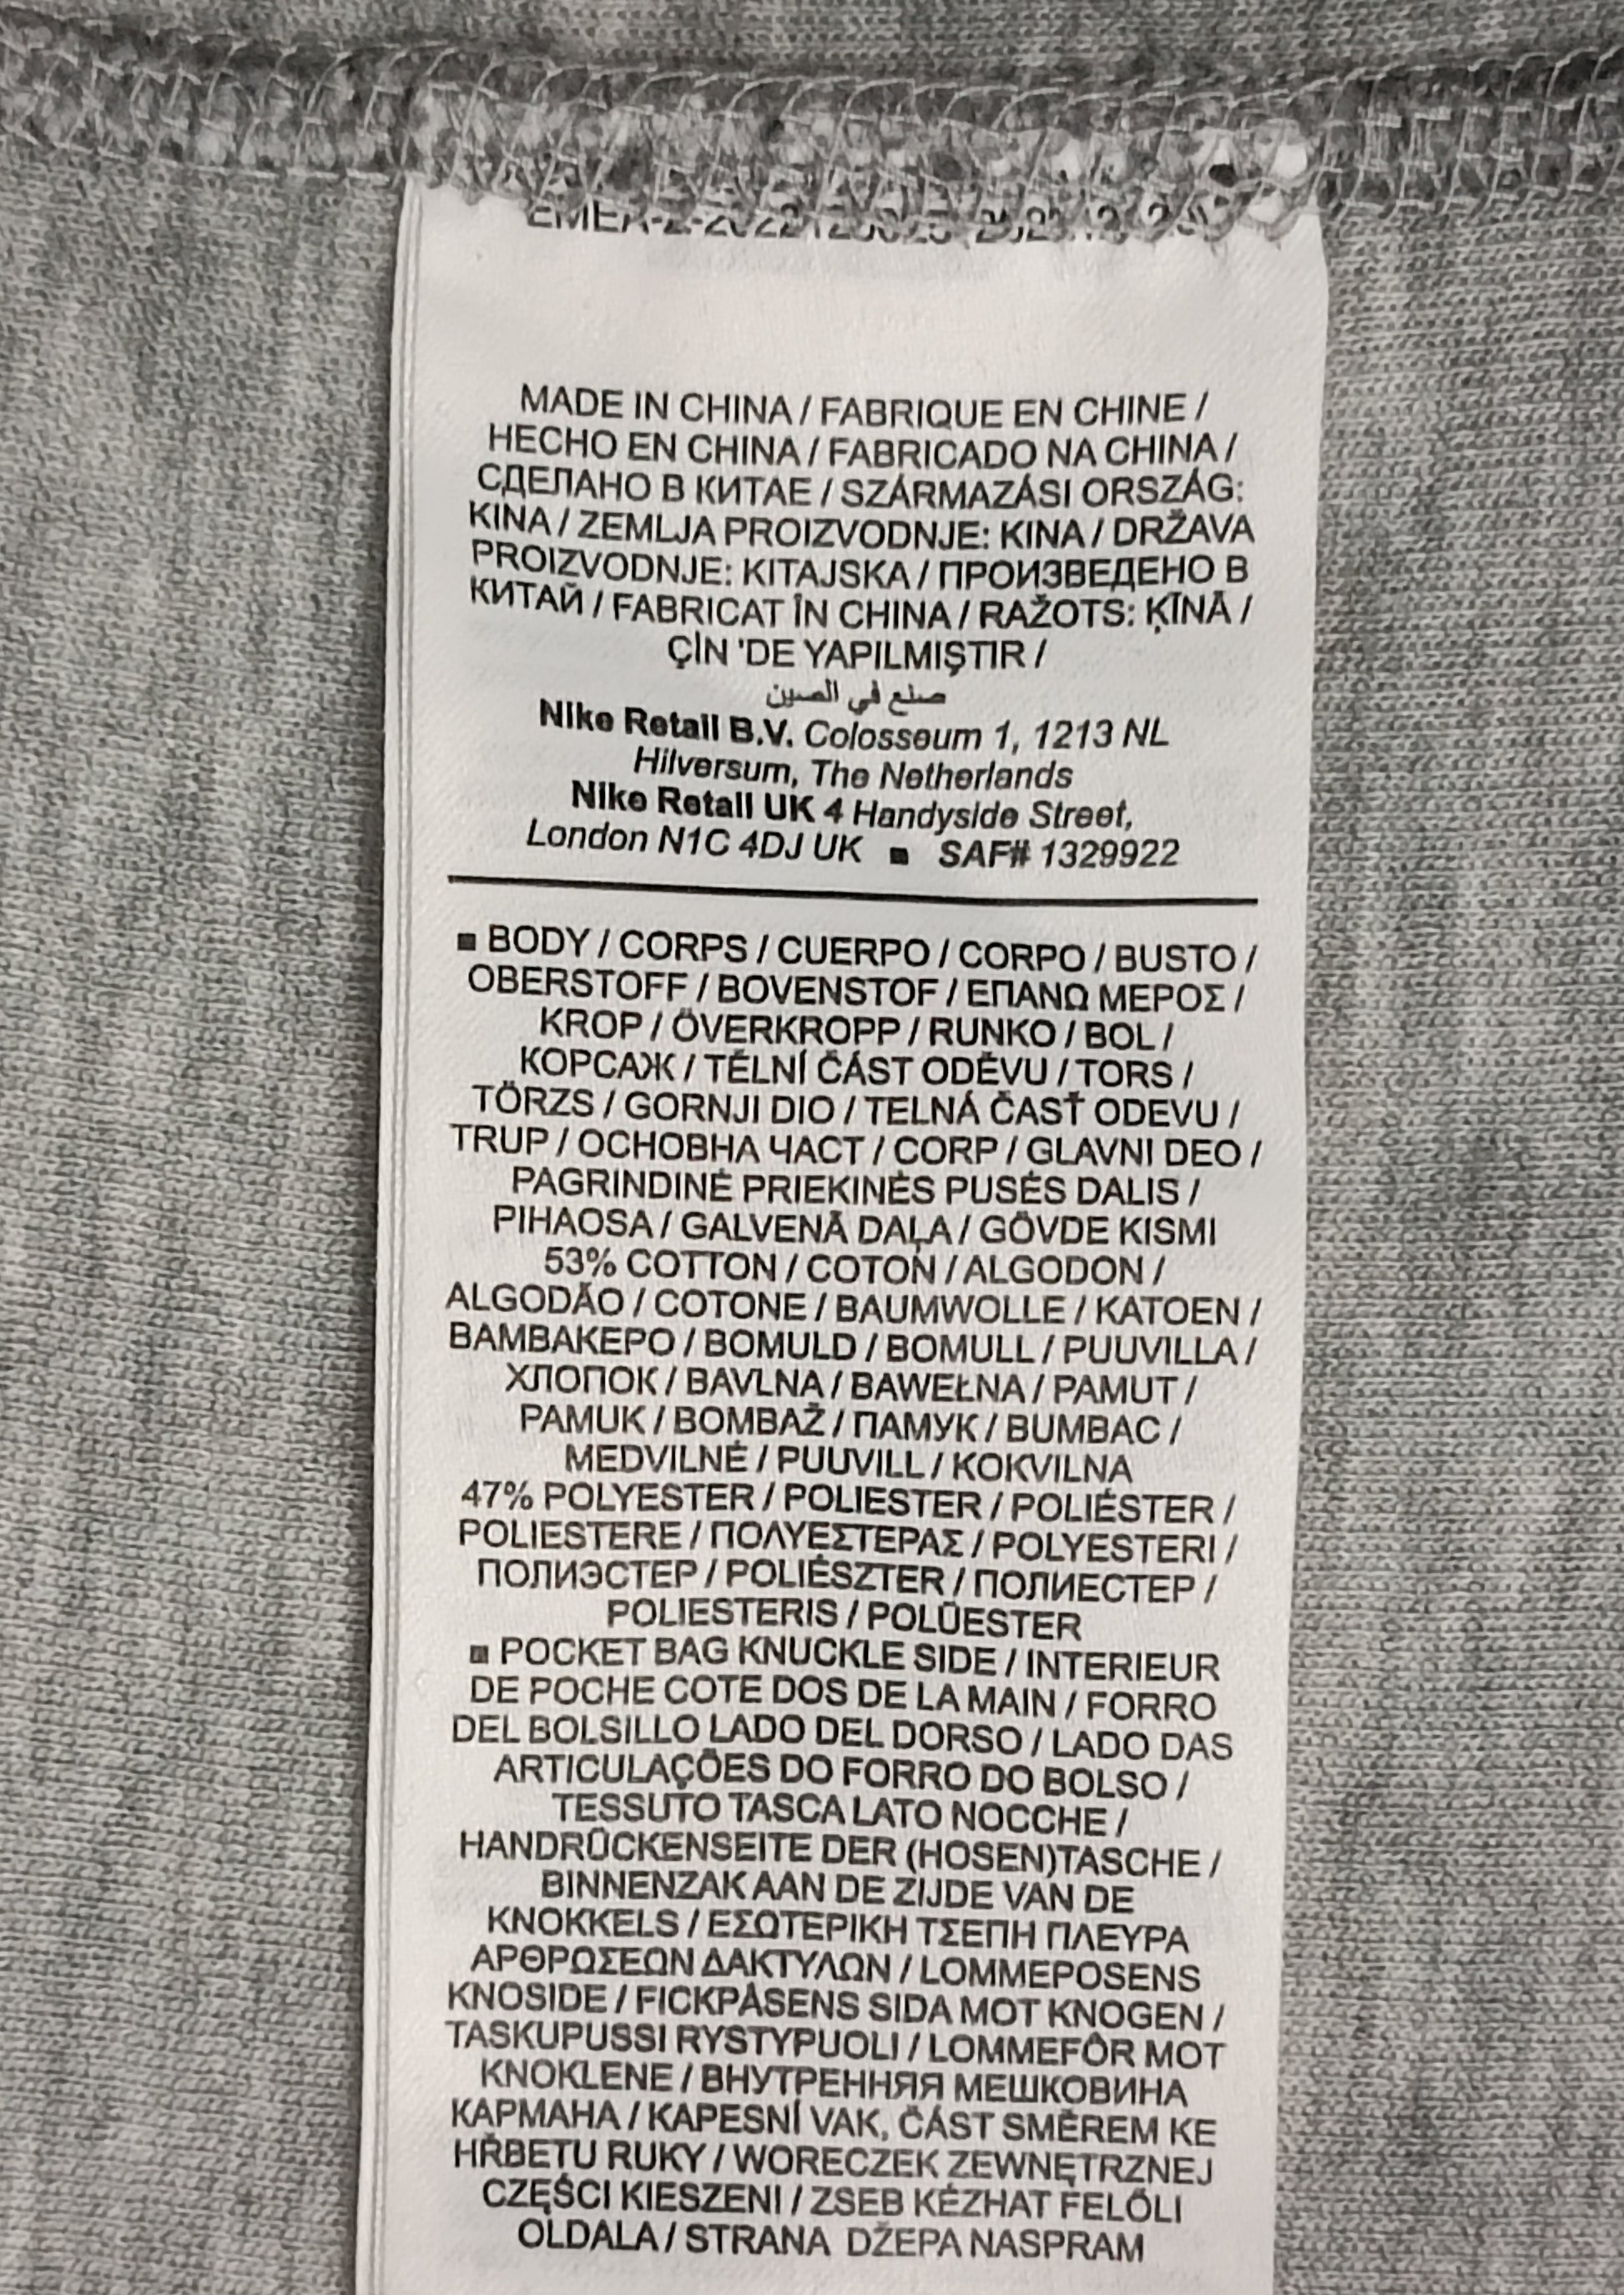 MADE IN CHINA / FABRIQUE EN CHINE /
HECHO EN CHINA / FABRICADO NA CHINA /
СДЕЛАНО В КИТАЕ / SZÁRMAZÁSI ORSZÁG:
KINA / ZEMLJA PROIZVODNJE: KINA / DRŽAVA
PROIZVODNJE: KITAJSKA / ПРОИЗВЕДЕНО В
КИТАЙ / FABRICAT ÎN CHINA / RAŽOTS: ĶĪNĀ /
ÇİN 'DE YAPILMIŞTIR /
صنع في الصين
Nike Retail B.V. Colosseum 1, 1213 NL
Hilversum, The Netherlands
Nike Retail UK 4 Handyside Street,
London N1C 4DJ UK ■ SAF# 1329922
■ BODY / CORPS / CUERPO / CORPO / BUSTO /
OBERSTOFF / BOVENSTOF / ΕΠΑΝΩ ΜΕΡΟΣ /
KROP / ÖVERKROPP / RUNKO / BOL /
КОРСАЖ / TĚLNÍ ČÁST ODĚVU / TORS /
TÖRZS / GORNJI DIO / TELNÁ ČASŤ ODEVU /
TRUP / ОСНОВНА ЧАСТ / CORP / GLAVNI DEO /
PAGRINDINĖ PRIEKINĖS PUSĖS DALIS /
PIHAOSA / GALVENĀ DAĻA / GÖVDE KISMI
53% COTTON / COTON / ALGODON /
ALGODÃO / COTONE / BAUMWOLLE / KATOEN /
ΒΑΜΒΑΚΕΡΟ / BOMULD / BOMULL / PUUVILLA /
ХЛОПОК / BAVLNA / BAWEŁNA / PAMUT /
PAMUK / BOMBAŽ / ПАМУК / BUMBAC /
MEDVILNĖ / PUUVILL / KOKVILNA
47% POLYESTER / POLIESTER / POLIÉSTER /
POLIESTERE / ΠΟΛΥΕΣΤΕΡΑΣ / POLYESTERI /
ПОЛИЭСТЕР / POLIÉSZTER / ПОЛИЕСТЕР /
POLIESTERIS / POLÜESTER
■ POCKET BAG KNUCKLE SIDE / INTERIEUR
DE POCHE COTE DOS DE LA MAIN / FORRO
DEL BOLSILLO LADO DEL DORSO / LADO DAS
ARTICULAÇÕES DO FORRO DO BOLSO /
TESSUTO TASCA LATO NOCCHE /
HANDRÜCKENSEITE DER (HOSEN)TASCHE /
BINNENZAK AAN DE ZIJDE VAN DE
KNOKKELS / ΕΣΩΤΕΡΙΚΗ ΤΣΕΠΗ ΠΛΕΥΡΑ
ΑΡΘΡΩΣΕΩΝ ΔΑΚΤΥΛΩΝ / LOMMEPOSENS
KNOSIDE / FICKPÅSENS SIDA MOT KNOGEN /
TASKUPUSSI RYSTYPUOLI / LOMMEFÔR MOT
KNOKLENE / ВНУТРЕННЯЯ МЕШКОВИНА
КАРМАНА / KAPESNÍ VAK, ČÁST SMĚREM KE
HŘBETU RUKY / WORECZEK ZEWNĘTRZNEJ
CZĘŚCI KIESZENI / ZSEB KÉZHÁT FELŐLI
OLDALA / STRANA DŽEPA NASPRAM